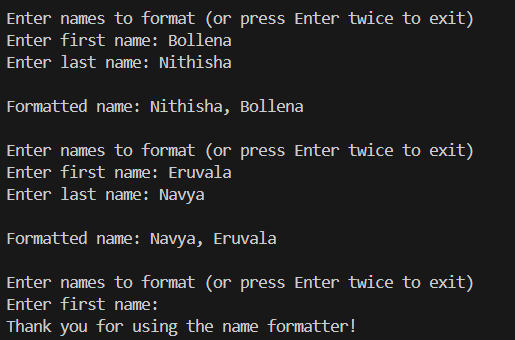 Enter names to format (or press Enter twice to exit)
Enter first name: Bollena
Enter last name: Nithisha
Formatted name: Nithisha, Bollena
Enter names to format (or press Enter twice to exit)
Enter first name: Eruvala
Enter last name: Navya
Formatted name: Navya, Eruvala
Enter names to format (or press Enter twice to exit)
Enter first name:
Thank you for using the name formatter!